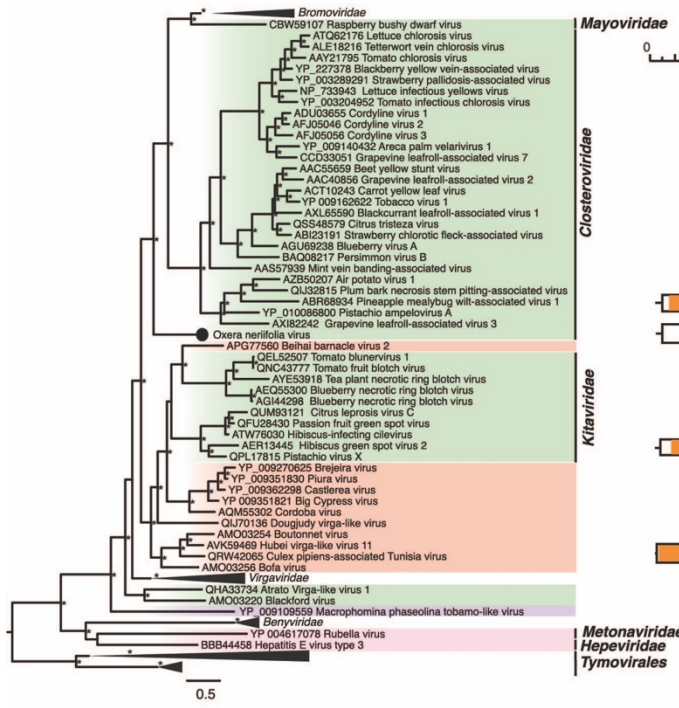 Bromoviridae
CBW59107 Raspberry bushy dwarf virus
Mayoviridae
0
ATQ62176 Lettuce chlorosis virus
ALE18216 Tetterwort vein chlorosis virus
AAY21795 Tomato chlorosis virus
YP_227378 Blackberry yellow vein-associated virus
YP_003289291 Strawberry pallidosis-associated virus
NP_733943 Lettuce infectious yellows virus
YP_003204952 Tomato infectious chlorosis virus
ADU03655 Cordyline virus 1
AFJ05046 Cordyline virus 2
AFJ05056 Cordyline virus 3
YP_009140432 Areca palm velarivirus 1
CCD33051 Grapevine leafroll-associated virus 7
AAC55659 Beet yellow stunt virus
AAC40856 Grapevine leafroll-associated virus 2
ACT10243 Carrot yellow leaf virus
YP_009162622 Tobacco virus 1
AXL65590 Blackcurrant leafroll-associated virus 1
QSS48579 Citrus tristeza virus
ABI23191 Strawberry chlorotic fleck-associated virus
AGU69238 Blueberry virus A
BAQ08217 Persimmon virus B
AAS57939 Mint vein banding-associated virus
AZB50207 Air potato virus 1
QIJ32815 Plum bark necrosis stem pitting-associated virus
ABR68934 Pineapple mealybug wilt-associated virus 1
YP_010086800 Pistachio ampelovirus A
AXI82242 Grapevine leafroll-associated virus 3
Closteroviridae
Oxera neriifolia virus
APG77560 Beihai barnacle virus 2
QEL52507 Tomato blunervirus 1
QNC43777 Tomato fruit blotch virus
AYE53918 Tea plant necrotic ring blotch virus
AEQ55300 Blueberry necrotic ring blotch virus
AGI44298 Blueberry necrotic ring blotch virus
QUM93121 Citrus leprosis virus C
QFU28430 Passion fruit green spot virus
ATW76030 Hibiscus-infecting cilevirus
AER13445 Hibiscus green spot virus 2
QPL17815 Pistachio virus X
Kitaviridae
YP_009270625 Brejeira virus
YP_009351830 Piura virus
YP_009362298 Castlerea virus
YP 009351821 Big Cypress virus
AQM55302 Cordoba virus
QIJ70136 Dougjudy virga-like virus
AMO03254 Boutonnet virus
AVK59469 Hubei virga-like virus 11
QRW42065 Culex pipiens-associated Tunisia virus
AMO03256 Bofa virus
Virgaviridae
QHA33734 Atrato Virga-like virus 1
AMO03220 Blackford virus
YP_009109559 Macrophomina phaseolina tobamo-like virus
Benyviridae
YP 004617078 Rubella virus
Metonaviridae
BBB44458 Hepatitis E virus type 3
Hepeviridae
Tymovirales
0.5